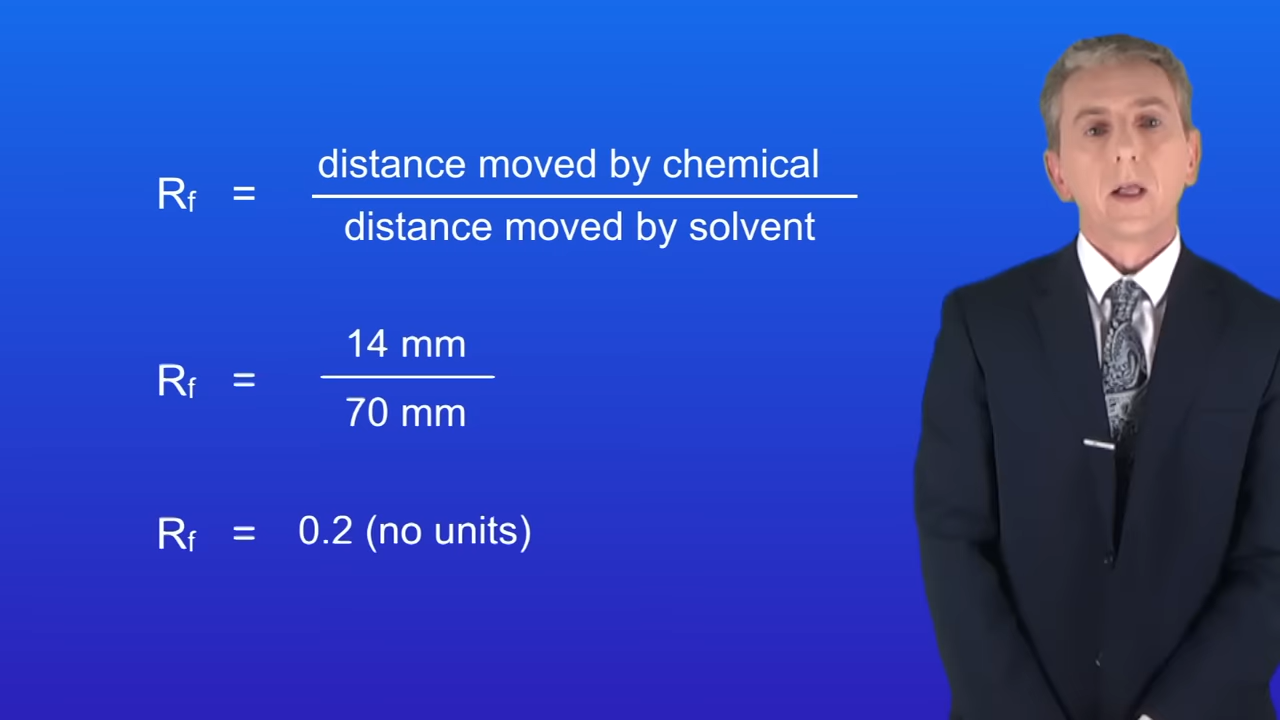 Rf = distance moved by chemical
distance moved by solvent
Rf = 14 mm
70 mm
Rf = 0.2 (no units)